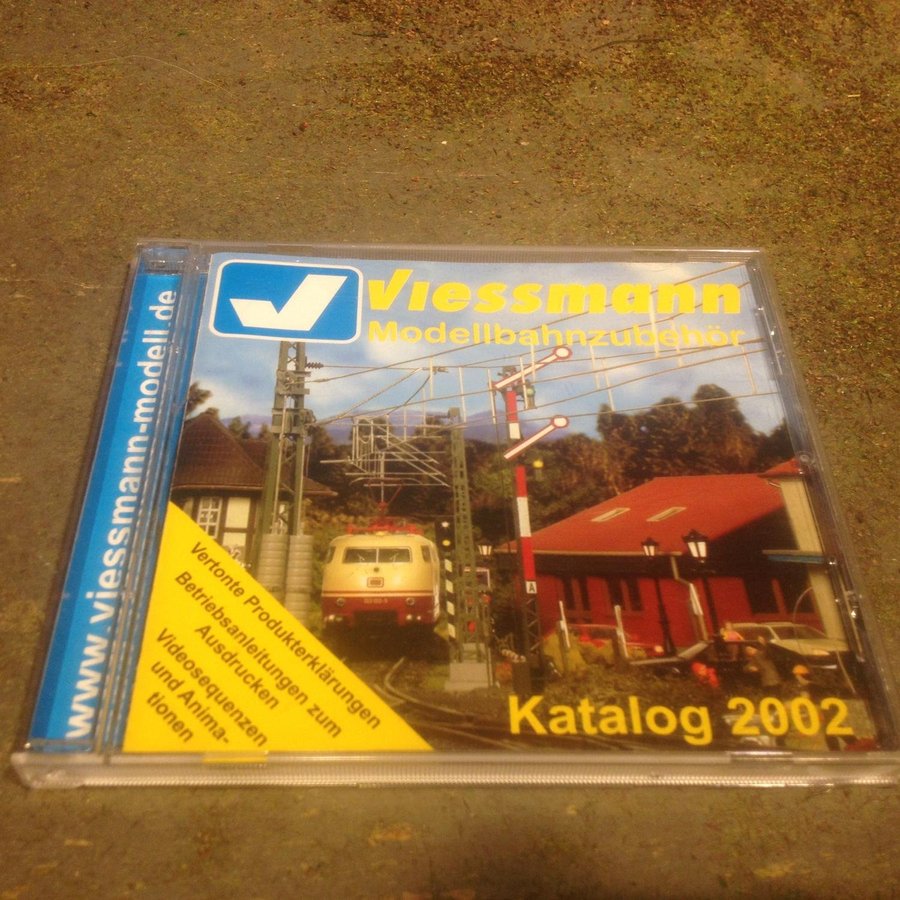 Viessmann
Modellbahnzubehör
www.viessmann-modell.de
Vertonte Produkterklärungen
Betriebsanleitungen zum
Ausdrucken
Videosequenzen
und Anima-
tionen
A
Katalog 2002